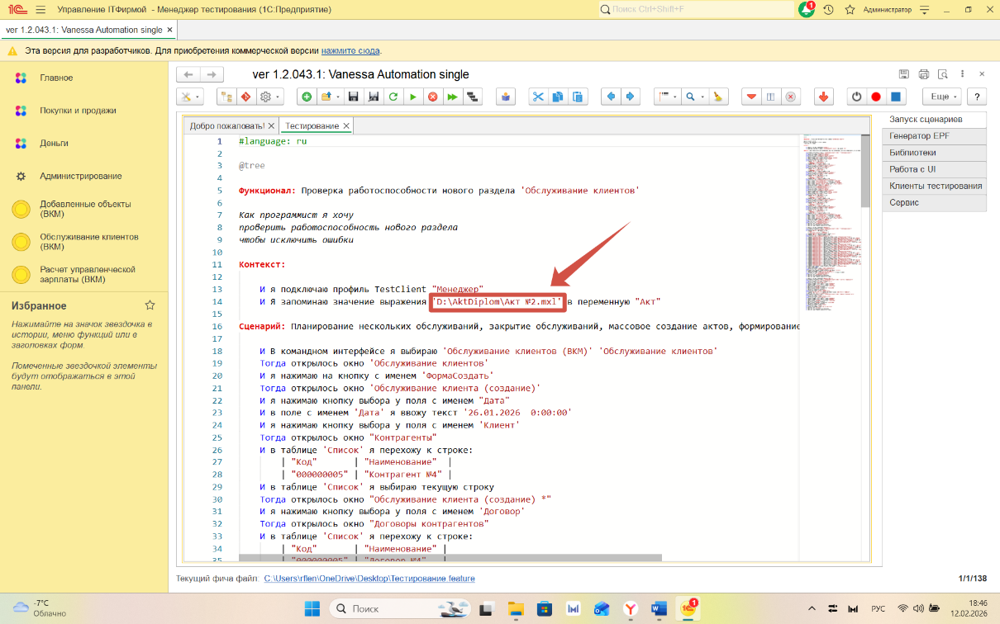 Управление ITФирмой - Менеджер тестирования (1С:Предприятие)
Поиск Ctrl+Shift+F
1
Администратор
ver 1.2.043.1: Vanessa Automation single ×
Эта версия для разработчиков. Для приобретения коммерческой версии нажмите сюда.
Главное
Покупки и продажи
Деньги
Администрирование
Добавленные объекты
(ВКМ)
Обслуживание клиентов
(ВКМ)
Расчет управленческой
зарплаты (ВКМ)
Избранное
Нажимайте на значок звездочка в
истории, меню функций или в
заголовках форм.
Помеченные звездочкой элементы
будут отображаться в этой
панели.
ver 1.2.043.1: Vanessa Automation single
Еще
?
Добро пожаловать! ×
Тестирование ×
1 #language: ru
2
3 @tree
4
5 Функционал: Проверка работоспособности нового раздела 'Обслуживание клиентов'
6
7 Как программист я хочу
8 проверить работоспособность нового раздела
9 чтобы исключить ошибки
10
11 Контекст:
12
13 И я подключаю профиль TestClient "Менеджер"
14 И Я запоминаю значение выражения 'D:\AktDiplom\Акт №2.mxl' в переменную "Акт"
15
16 Сценарий: Планирование нескольких обслуживаний, закрытие обслуживаний, массовое создание актов, формирование
17
18 И В командном интерфейсе я выбираю 'Обслуживание клиентов (ВКМ)' 'Обслуживание клиентов'
19 Тогда открылось окно 'Обслуживание клиентов'
20 И я нажимаю на кнопку с именем 'ФормаСоздать'
21 Тогда открылось окно 'Обслуживание клиента (создание)'
22 И я нажимаю кнопку выбора у поля с именем "Дата"
23 И в поле с именем 'Дата' я ввожу текст '26.01.2026  0:00:00'
24 И я нажимаю кнопку выбора у поля с именем 'Клиент'
25 Тогда открылось окно "Контрагенты"
26 И в таблице 'Список' я перехожу к строке:
27 | "Код" | "Наименование" |
28 | "000000005" | "Контрагент №4" |
29 И в таблице 'Список' я выбираю текущую строку
30 Тогда открылось окно "Обслуживание клиента (создание) *"
31 И я нажимаю кнопку выбора у поля с именем 'Договор'
32 Тогда открылось окно "Договоры контрагентов"
33 И в таблице 'Список' я перехожу к строке:
34 | "Код" | "Наименование" |
35 | "000000005" | "Договор №4" |
Запуск сценариев
Генератор EPF
Библиотеки
Работа с UI
Клиенты тестирования
Сервис
Текущий фича файл: C:\Users\rflen\OneDrive\Desktop\Тестирование.feature
1/1/138
-7°C
Облачно
Поиск
1
РУС
18:46
12.02.2026